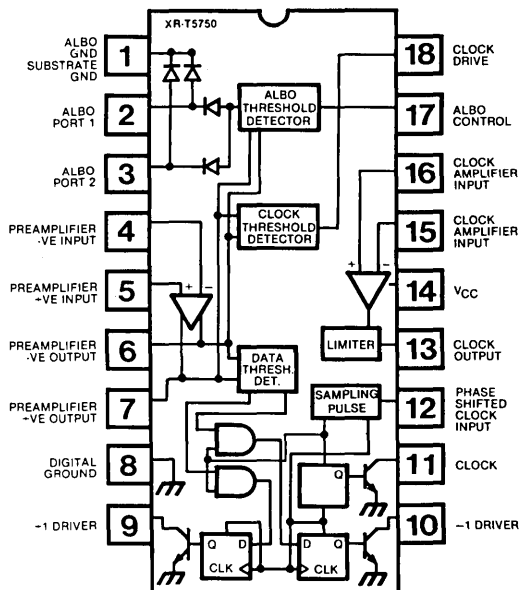 XR-T5750
1
ALBO
GND
SUBSTRATE
GND
2
ALBO
PORT 1
3
ALBO
PORT 2
4
PREAMPLIFIER
-VE INPUT
5
PREAMPLIFIER
+VE INPUT
6
PREAMPLIFIER
-VE OUTPUT
7
PREAMPLIFIER
+VE OUTPUT
8
DIGITAL
GROUND
9
+1 DRIVER
18
CLOCK
DRIVE
17
ALBO
CONTROL
16
CLOCK
AMPLIFIER
INPUT
15
CLOCK
AMPLIFIER
INPUT
14
VCC
13
CLOCK
OUTPUT
12
PHASE
SHIFTED
CLOCK
INPUT
11
CLOCK
10
-1 DRIVER
ALBO
THRESHOLD
DETECTOR
CLOCK
THRESHOLD
DETECTOR
+ -
+ -
LIMITER
DATA
THRESH.
DET.
SAMPLING
PULSE
Q
Q D
CLK
D Q
CLK